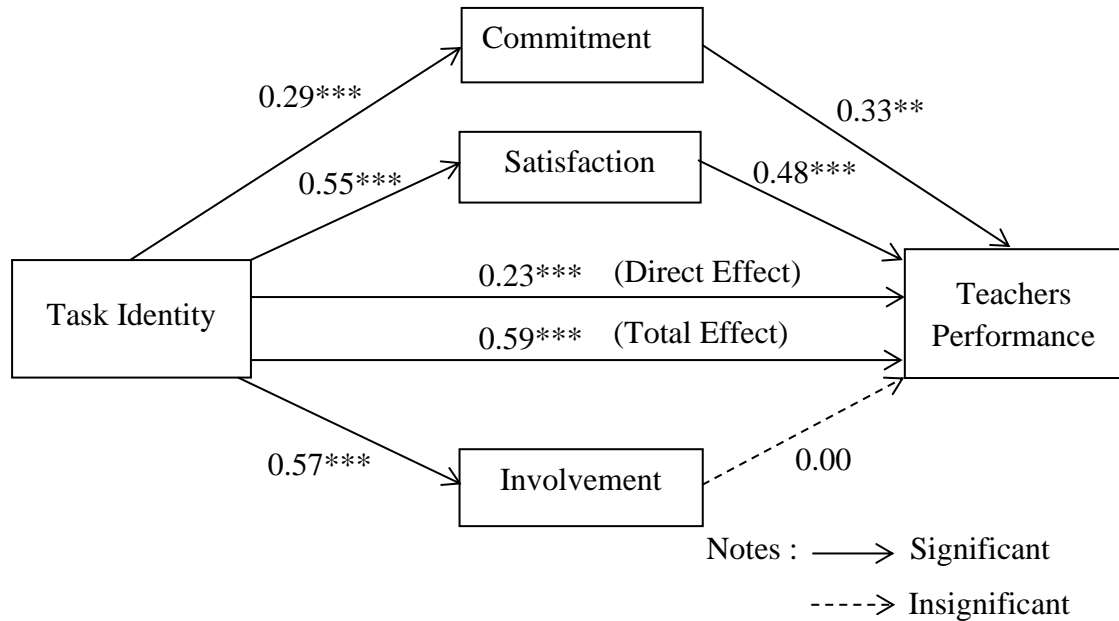 Commitment
0.29***
0.33**
Satisfaction
0.55***
0.48***
0.23*** (Direct Effect)
Task Identity
Teachers
Performance
0.59*** (Total Effect)
0.57***
Involvement
0.00
Notes : Significant
Insignificant